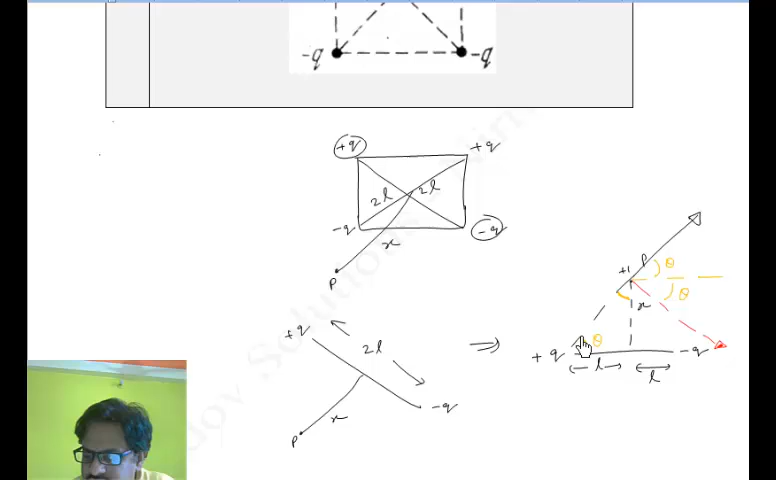 -q -q
+q +q
2l 2l
-q -q
x
P
+q
2l
-q
x
P
+1 P θ
θ
x
θ
+q -q
l l